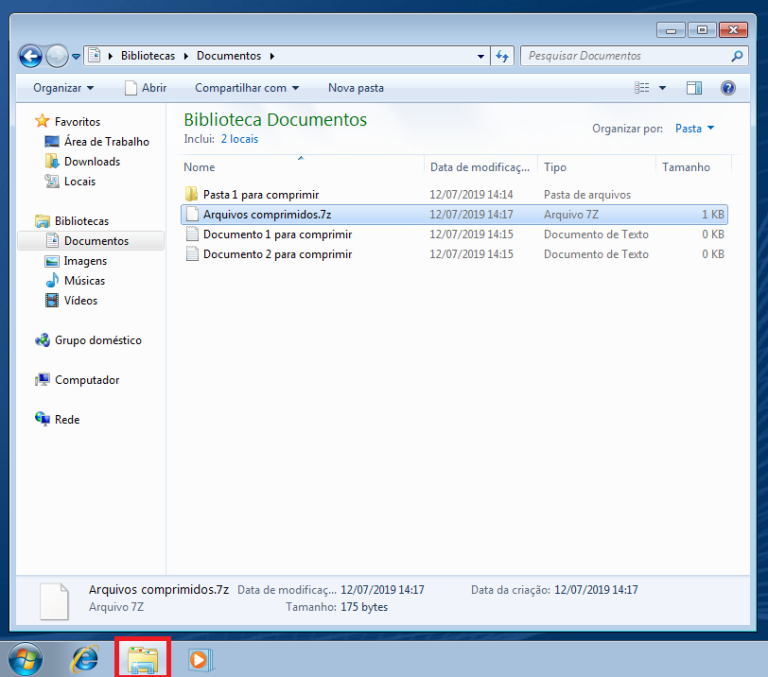 Bibliotecas Documentos Pesquisar Documentos
Organizar Abrir Compartilhar com Nova pasta
Favoritos
Área de Trabalho
Downloads
Locais
Bibliotecas
Documentos
Imagens
Músicas
Vídeos
Grupo doméstico
Computador
Rede
Biblioteca Documentos
Inclui: 2 locais
Organizar por: Pasta
Nome Data de modificaç... Tipo Tamanho
Pasta 1 para comprimir 12/07/2019 14:14 Pasta de arquivos
Arquivos comprimidos.7z 12/07/2019 14:17 Arquivo 7Z 1 KB
Documento 1 para comprimir 12/07/2019 14:15 Documento de Texto 0 KB
Documento 2 para comprimir 12/07/2019 14:15 Documento de Texto 0 KB
Arquivos comprimidos.7z Data de modificaç... 12/07/2019 14:17 Data da criação: 12/07/2019 14:17
Arquivo 7Z Tamanho: 175 bytes